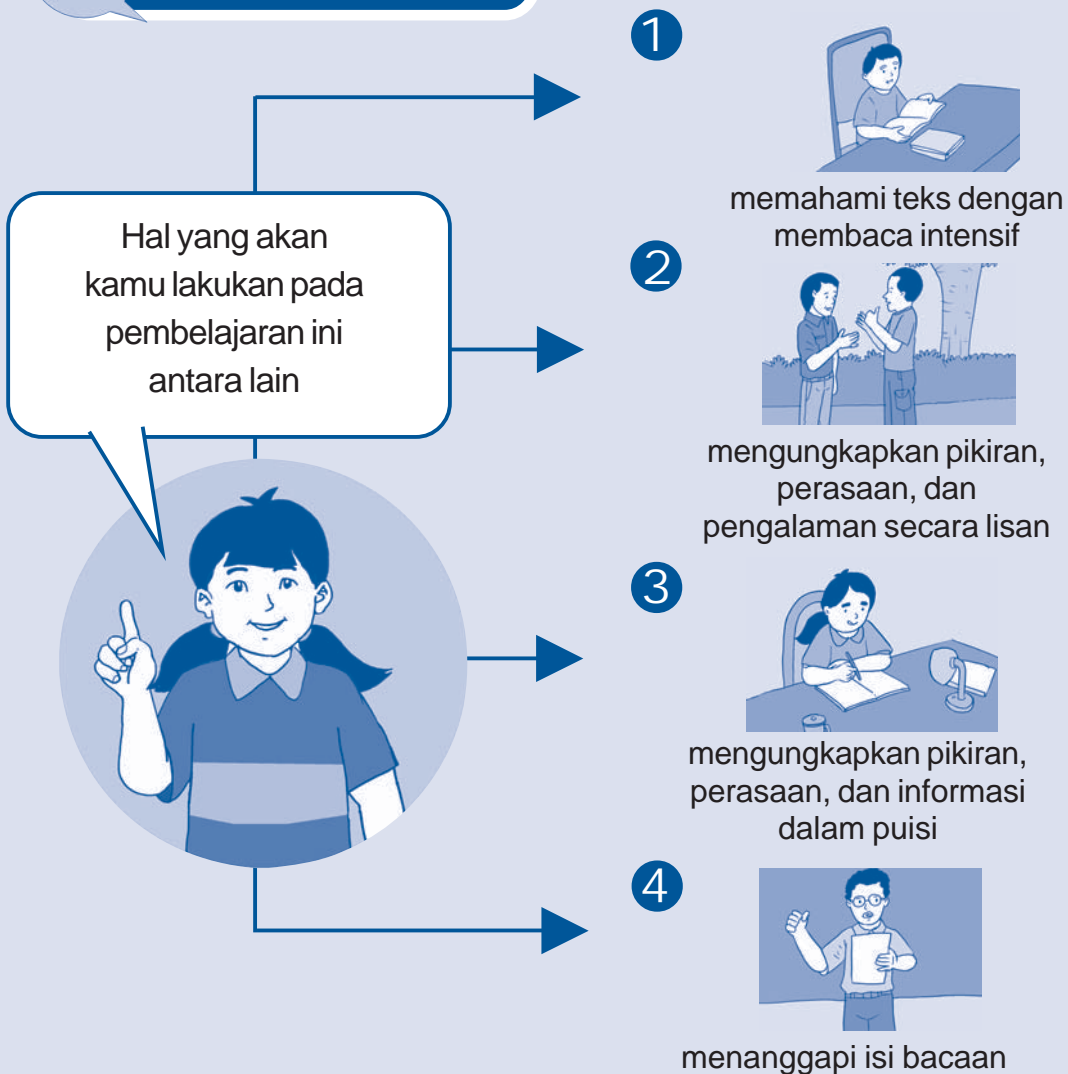 Hal yang akan
kamu lakukan pada
pembelajaran ini
antara lain
1
memahami teks dengan
membaca intensif
2
mengungkapkan pikiran,
perasaan, dan
pengalaman secara lisan
3
mengungkapkan pikiran,
perasaan, dan informasi
dalam puisi
4
menanggapi isi bacaan